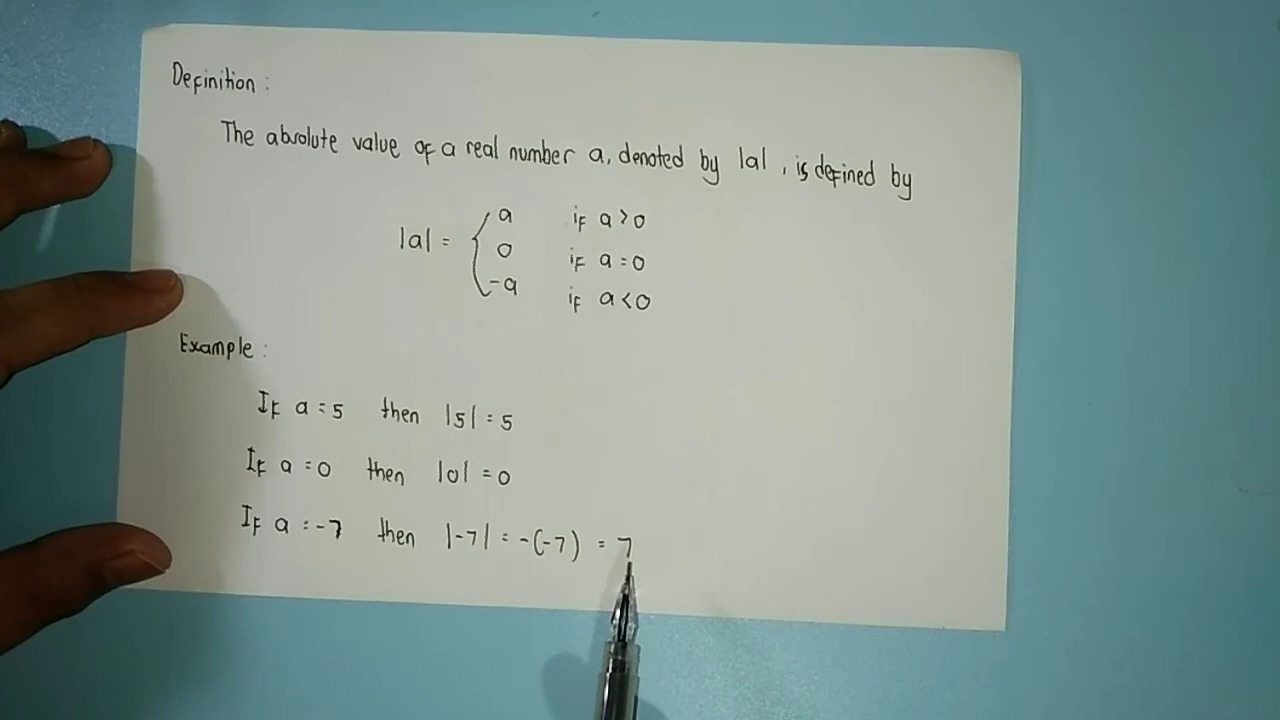 Definition:
The absolute value of a real number a, denoted by |a|, is defined by
|a| = { a if a > 0
0 if a = 0
-a if a < 0
Example:
If a = 5 then |5| = 5
If a = 0 then |0| = 0
If a = -7 then |-7| = -(-7) = 7